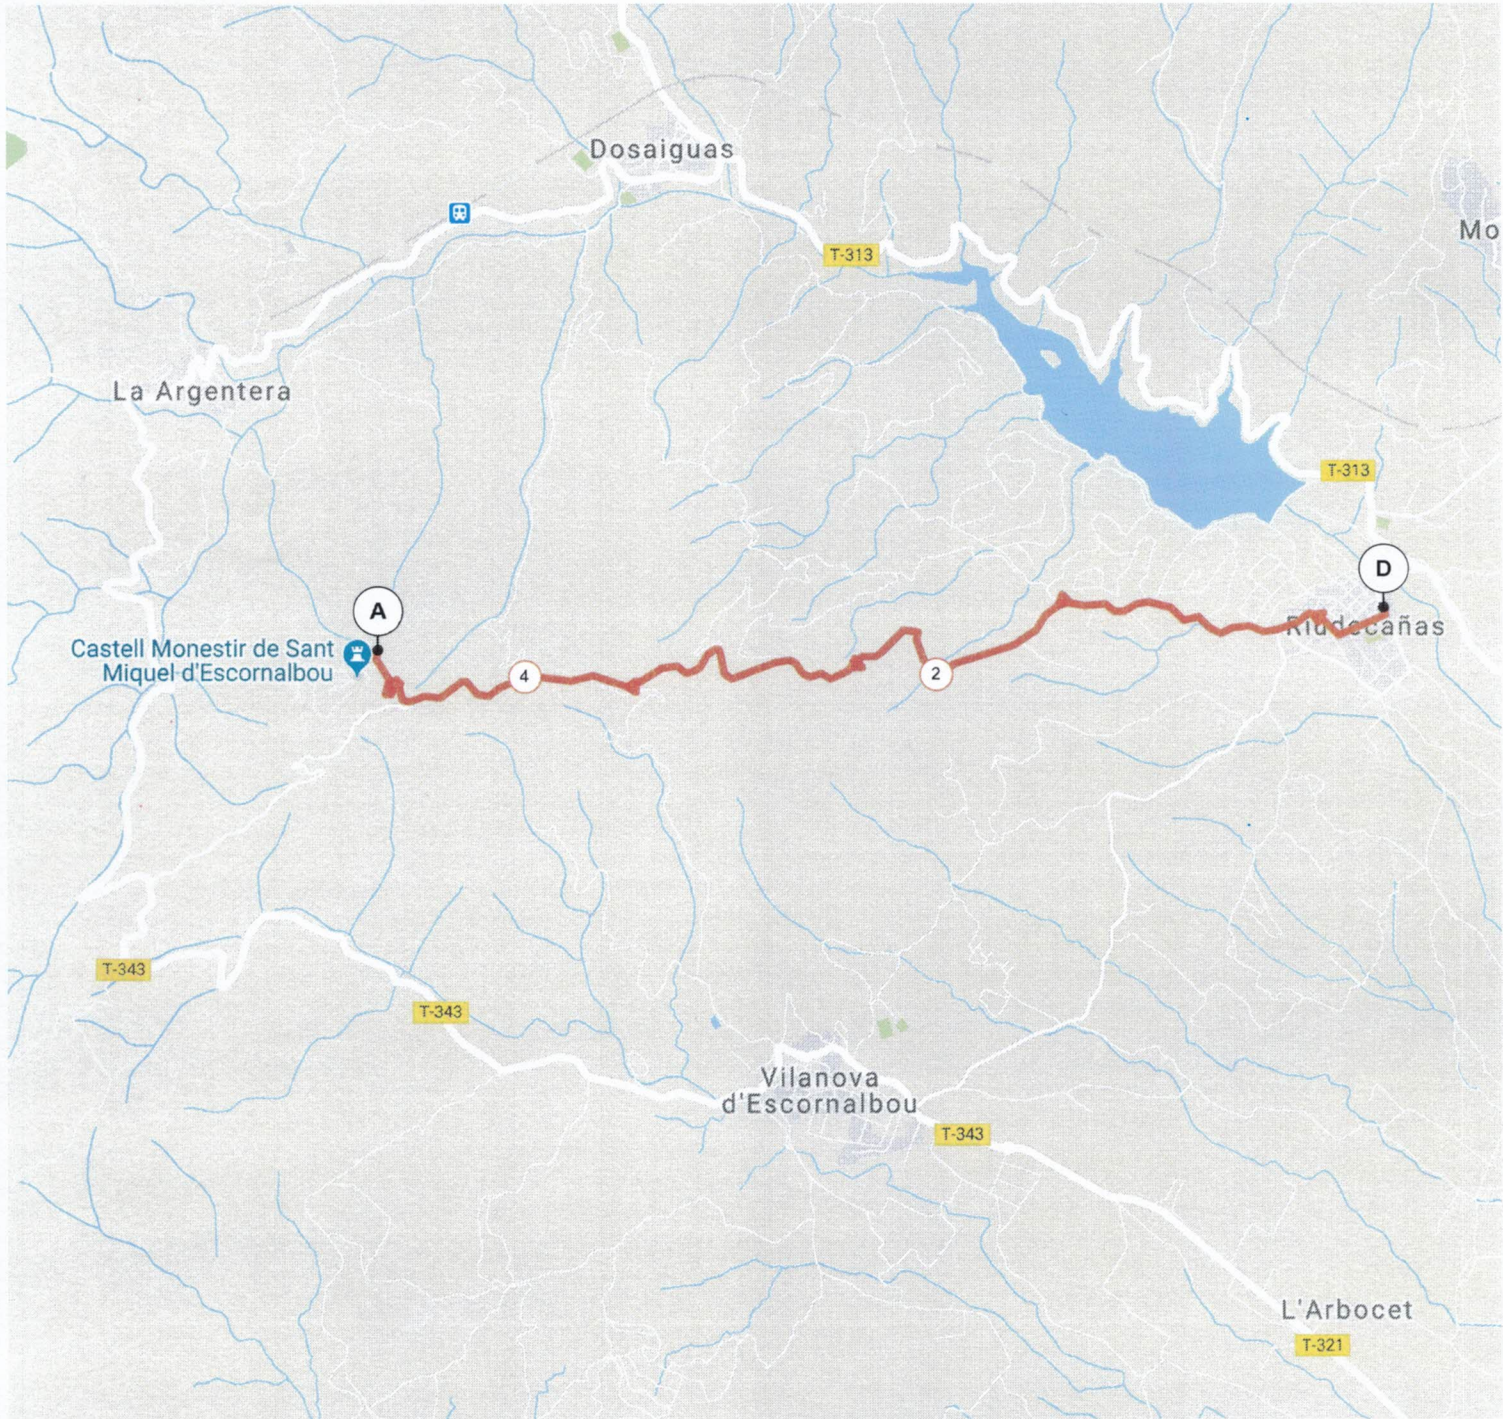 Dosaiguas
T-313
Mo
La Argentera
T-313
D
A
Riudecañas
Castell Monestir de Sant
Miquel d'Escornalbou
4
2
T-343
T-343
Vilanova
d'Escornalbou
T-343
L'Arbocet
T-321